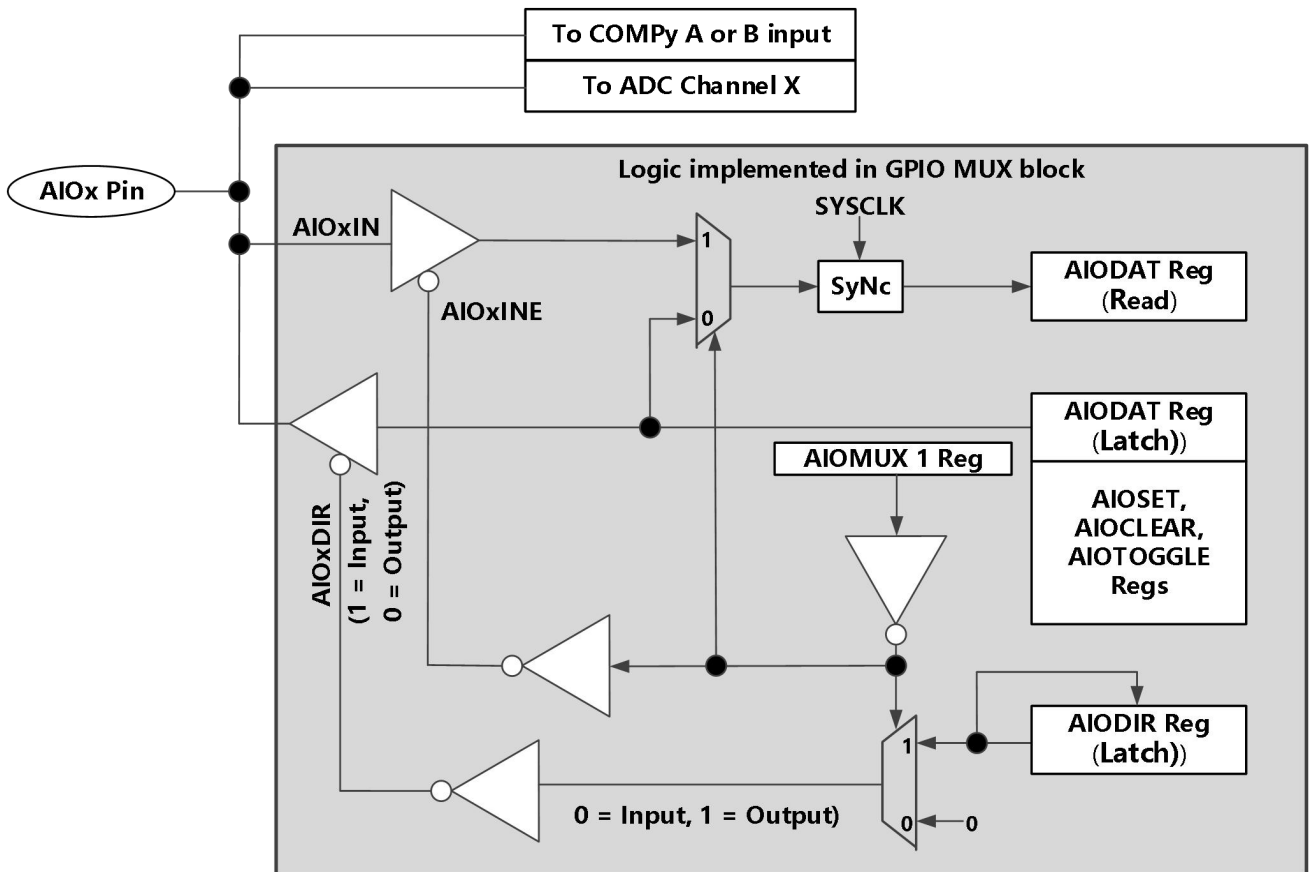 To COMPy A or B input
To ADC Channel X
Logic implemented in GPIO MUX block
AIOx Pin
SYSCLK
AIOxIN
1
AIODAT Reg
(Read)
SyNc
AIOxINE
0
AIODAT Reg
(Latch))
AIOMUX 1 Reg
AIOSET,
AIOCLEAR,
AIOTOGGLE
Regs
AIOxDIR
(1 = Input,
0 = Output)
AIODIR Reg
(Latch))
1
0 = Input, 1 = Output)
0
0